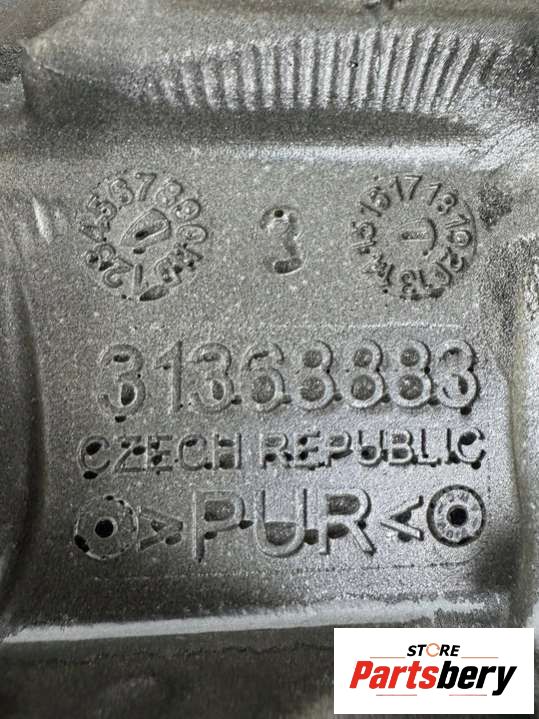 3
31368883
CZECH REPUBLIC
>PUR<
STORE
Partsbery